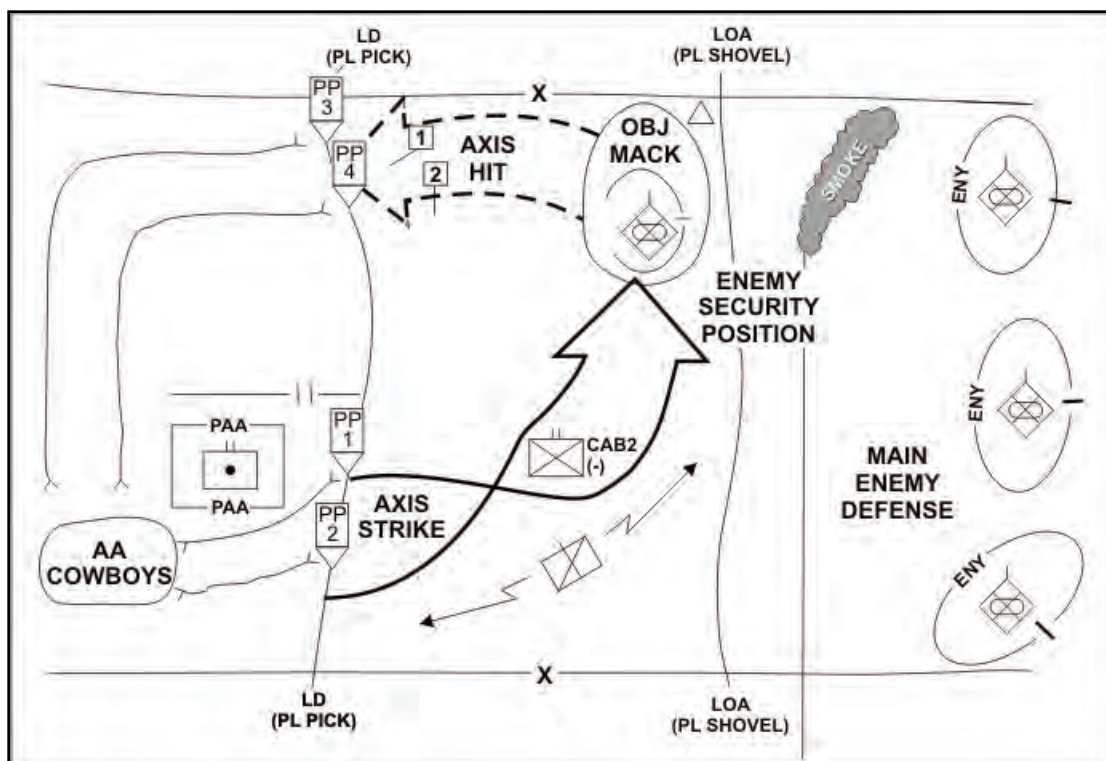 LD
(PL PICK)
LOA
(PL SHOVEL)
X
PP
3
PP
4
1
2
AXIS
HIT
OBJ
MACK
SMOKE
ENY
ENEMY
SECURITY
POSITION
ENY
PAA
PAA
PP
1
PP
2
CAB2
(-)
AXIS
STRIKE
MAIN
ENEMY
DEFENSE
AA
COWBOYS
ENY
X
LD
(PL PICK)
LOA
(PL SHOVEL)